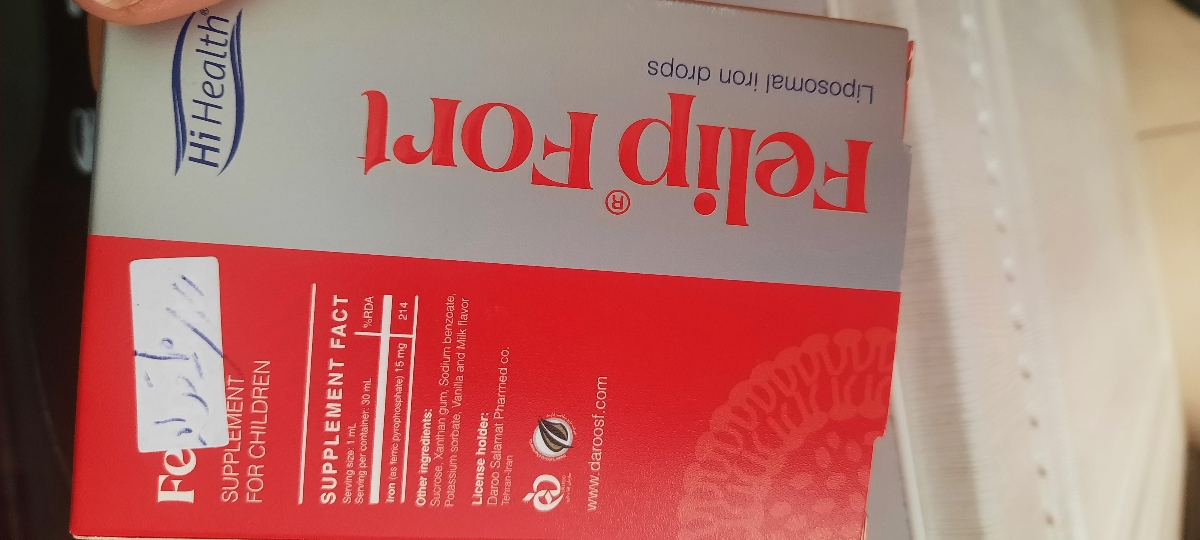 Hi Health®
Felip® Fort
Liposomal iron drops
Fe
SUPPLEMENT
FOR CHILDREN
SUPPLEMENT FACT
Serving size: 1 mL
Serving per container: 30 mL
%RDA
Iron (as ferric pyrophosphate) 15 mg 214
Other ingredients:
Sucrose, Xanthan gum, Sodium benzoate,
Potassium sorbate, Vanilla and Milk flavor
License holder:
Daroo Salamat Pharmed co.
Tehran-Iran
www.daroosf.com